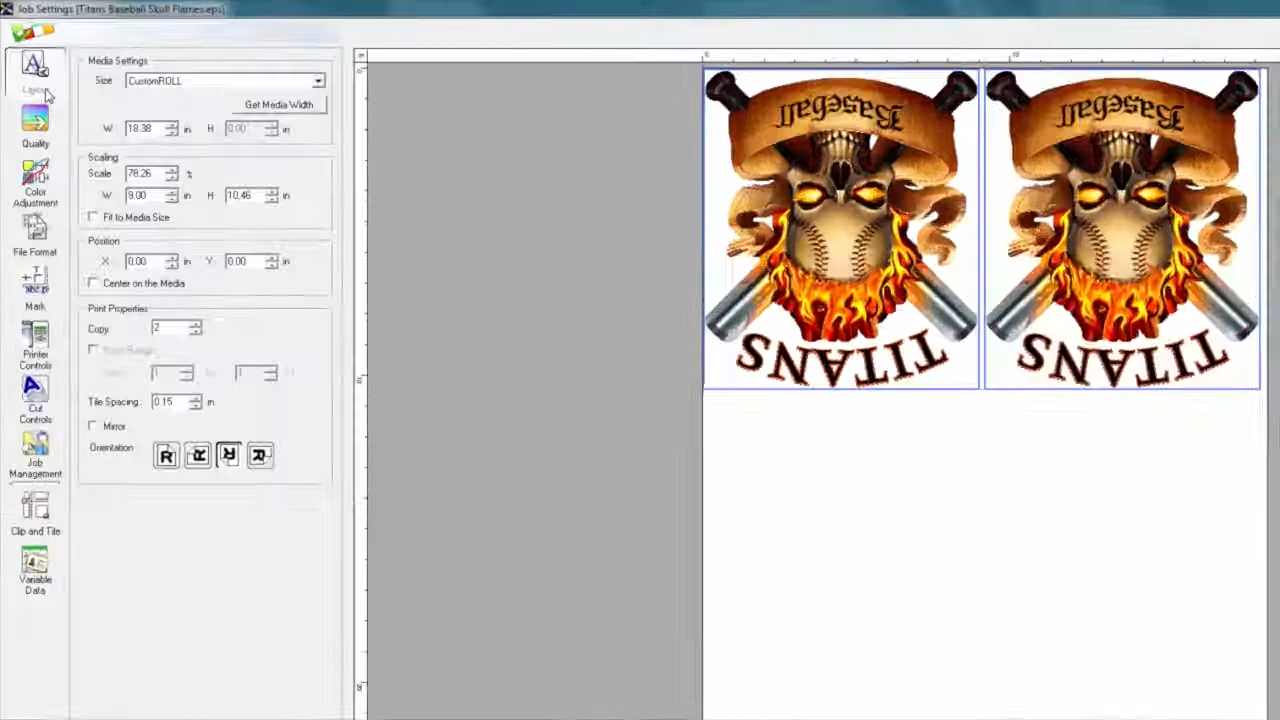 Job Settings [Titans Baseball Skull Flames.eps]
Quality
Color
Adjustment
File Format
Mark
Printer
Controls
Cut
Controls
Job
Management
Clip and Tile
Variable
Data
Media Settings
Size CustomROLL
Get Media Width
W 18.38 in H 0.00 in
Scaling
Scale 78.26 %
W 9.00 in H 10.46 in
Fit to Media Size
Position
X 0.00 in Y 0.00 in
Center on the Media
Print Properties
Copy 2
1 1
Tile Spacing: 0.15 in
Mirror
Orientation R R R R
Baseball Baseball
TITANS TITANS